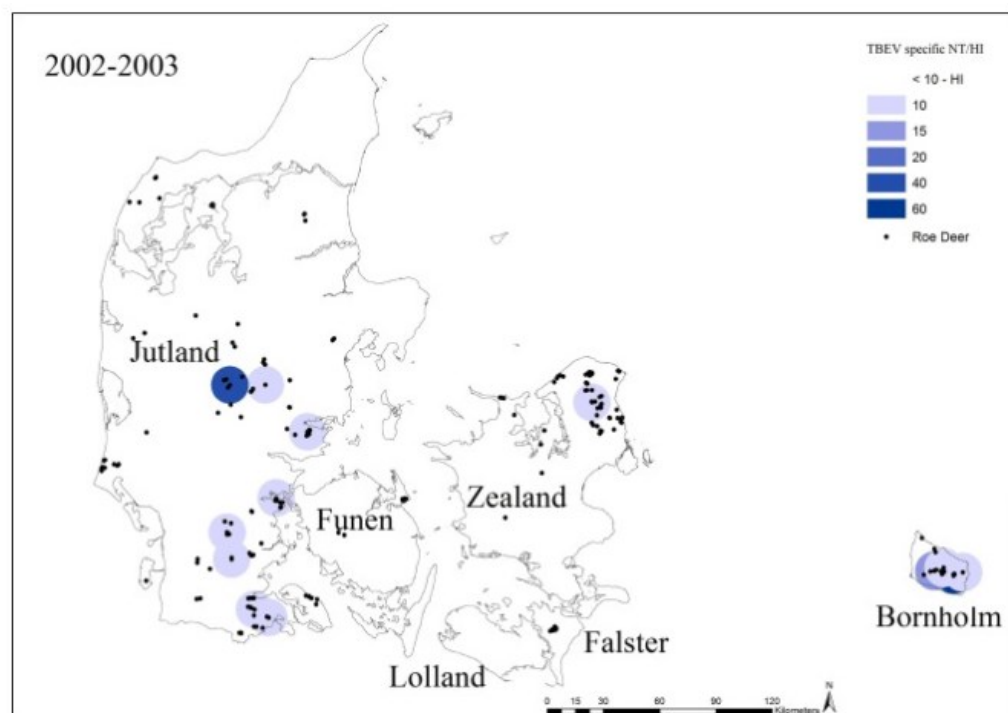 2002-2003
TBEV specific NT/HI
< 10 - HI
10
15
20
40
60
Roe Deer
Jutland
Zealand
Funen
Bornholm
Falster
Lolland
N
0 15 30 60 90 120
Kilometers